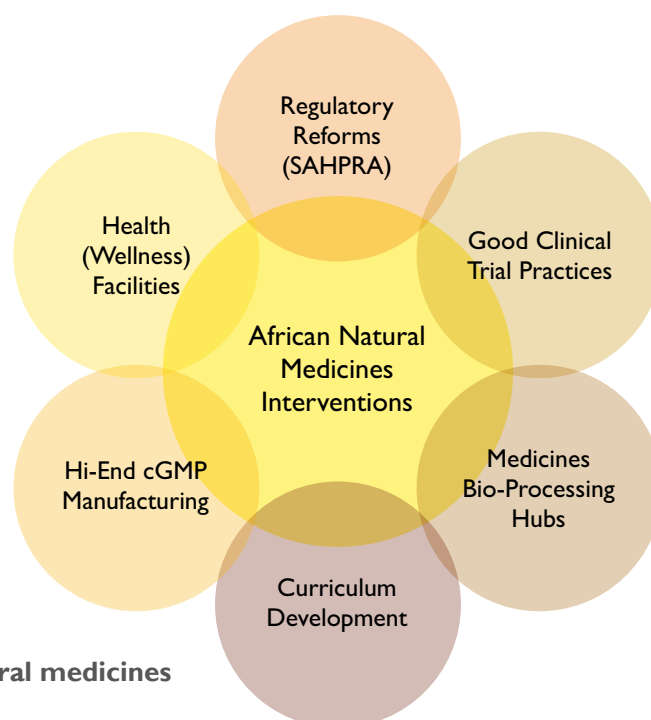 Regulatory
Reforms
(SAHPRA)
Health
(Wellness)
Facilities
Good Clinical
Trial Practices
African Natural
Medicines
Interventions
Hi-End cGMP
Manufacturing
Medicines
Bio-Processing
Hubs
Curriculum
Development
ral medicines